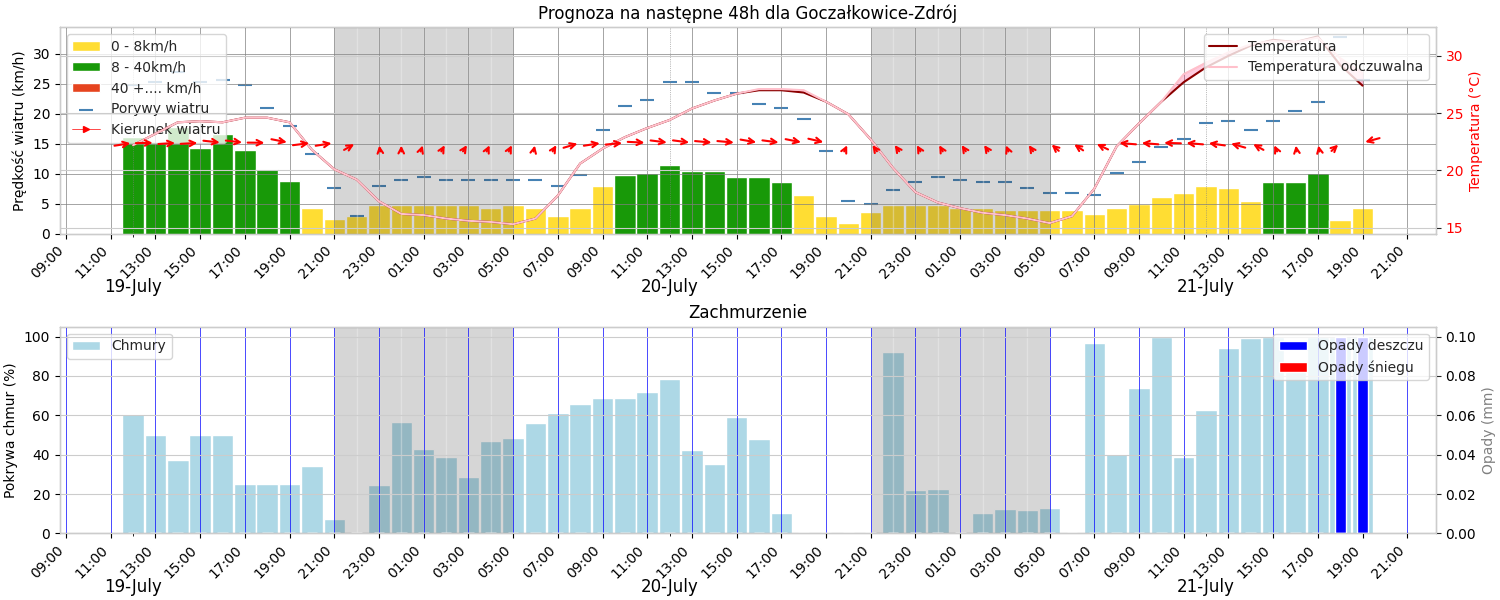 Prognoza na następne 48h dla Goczałkowice-Zdrój
Prędkość wiatru (km/h)
30
25
20
15
10
5
0
0 - 8km/h
8 - 40km/h
40 +.... km/h
Porywy wiatru
Kierunek wiatru
Temperatura
Temperatura odczuwalna
30
25
20
15
Temperatura (°C)
09:00 11:00 13:00 15:00 17:00 19:00 21:00 23:00 01:00 03:00 05:00 07:00 09:00 11:00 13:00 15:00 17:00 19:00 21:00 23:00 01:00 03:00 05:00 07:00 09:00 11:00 13:00 15:00 17:00 19:00 21:00
19-July 20-July 21-July
Zachmurzenie
Pokrywa chmur (%)
100
80
60
40
20
0
Chmury
Opady deszczu
Opady śniegu
0.10
0.08
0.06
0.04
0.02
0.00
Opady (mm)
09:00 11:00 13:00 15:00 17:00 19:00 21:00 23:00 01:00 03:00 05:00 07:00 09:00 11:00 13:00 15:00 17:00 19:00 21:00 23:00 01:00 03:00 05:00 07:00 09:00 11:00 13:00 15:00 17:00 19:00 21:00
19-July 20-July 21-July